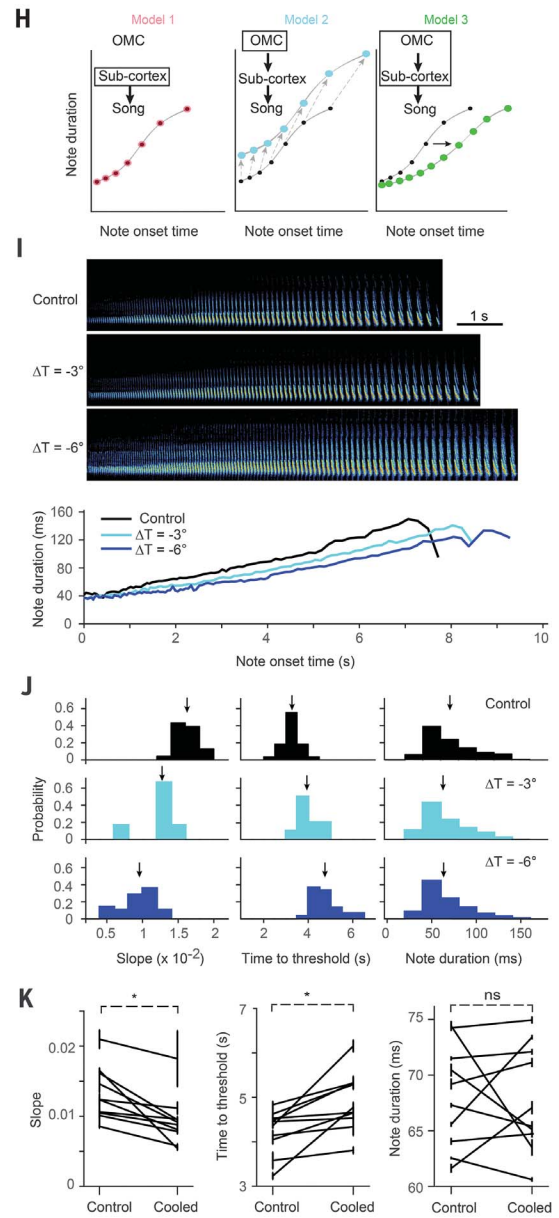 H
Model 1 Model 2 Model 3
OMC OMC OMC
Sub-cortex Sub-cortex Sub-cortex
Song Song Song
Note duration
Note onset time Note onset time Note onset time
I
Control
1 s
ΔT = -3°
ΔT = -6°
Note duration (ms)
160
120
80
40
0
Control
ΔT = -3°
ΔT = -6°
0 2 4 6 8 10
Note onset time (s)
J
Probability
0.6
0.4
0.2
0
Control
0.6
0.4
0.2
0
ΔT = -3°
0.6
0.4
0.2
0
ΔT = -6°
0.5 1 1.5 2 2 4 6 0 50 100 150
Slope (x 10⁻²) Time to threshold (s) Note duration (ms)
K
* * ns
Slope
0.02
0.01
0
Time to threshold (s)
7
5
3
Note duration (ms)
75
70
65
60
Control Cooled Control Cooled Control Cooled